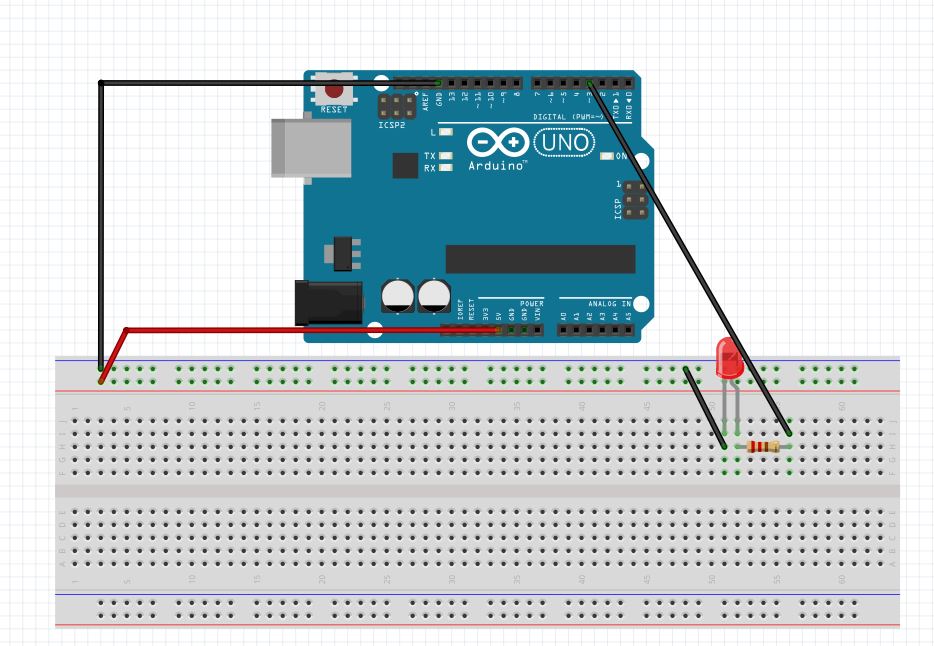 RESET
ICSP2
AREF
GND
13
12
~11
~10
~9
8
7
~6
~5
4
2
TXO▶1
RXD◀0
DIGITAL (PWM=~)
L
TX
RX
Arduino™
UNO
ON
1
ICSP
IOREF
RESET
3V3
5V
GND
GND
VIN
POWER
ANALOG IN
A0
A1
A2
A3
A4
A5
1 5 10 15 20 25 30 35 40 45 50 55 60
J J
I I
H H
G G
F F
E E
D D
C C
B B
A A
1 5 10 15 20 25 30 35 40 45 50 55 60